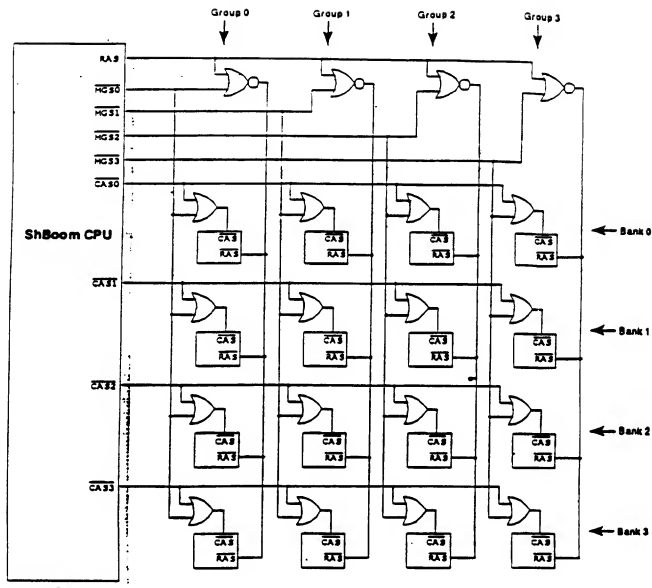 Group 0 Group 1 Group 2 Group 3
RAS
MGS0
MGS1
MGS2
MGS3
CAS0
ShBoom CPU
CAS CAS CAS CAS
RAS RAS RAS RAS
Bank 0
CAS1
CAS CAS CAS CAS
RAS RAS RAS RAS
Bank 1
CAS2
CAS CAS CAS CAS
RAS RAS RAS RAS
Bank 2
CAS3
CAS CAS CAS CAS
RAS RAS RAS RAS
Bank 3